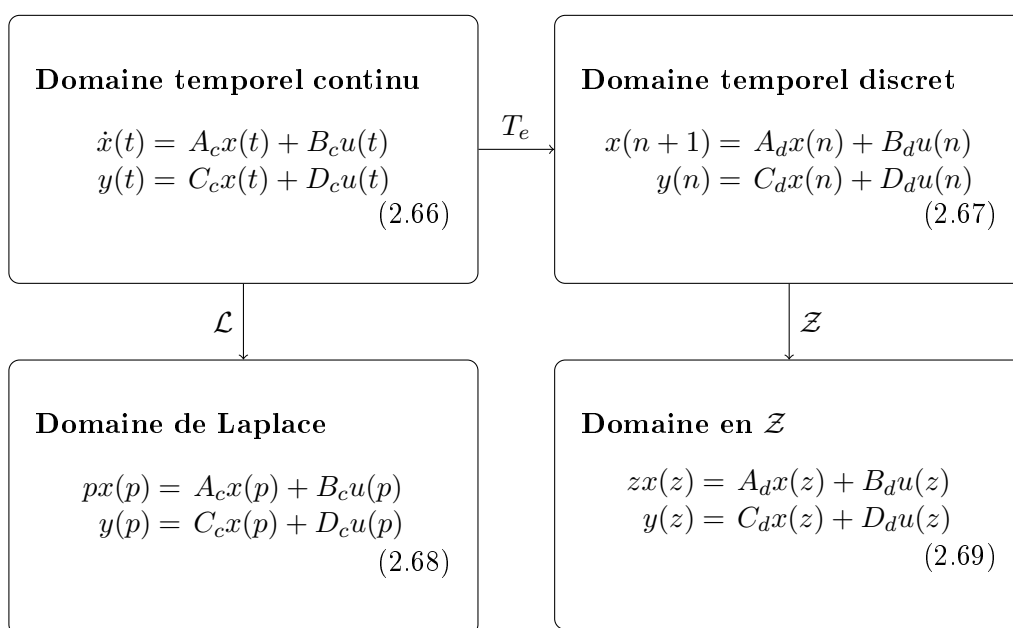 Domaine temporel continu
ẋ(t) = A_c x(t) + B_c u(t)
y(t) = C_c x(t) + D_c u(t)
(2.66)
T_e
Domaine temporel discret
x(n + 1) = A_d x(n) + B_d u(n)
y(n) = C_d x(n) + D_d u(n)
(2.67)
ℒ
𝒵
Domaine de Laplace
px(p) = A_c x(p) + B_c u(p)
y(p) = C_c x(p) + D_c u(p)
(2.68)
Domaine en 𝒵
zx(z) = A_d x(z) + B_d u(z)
y(z) = C_d x(z) + D_d u(z)
(2.69)